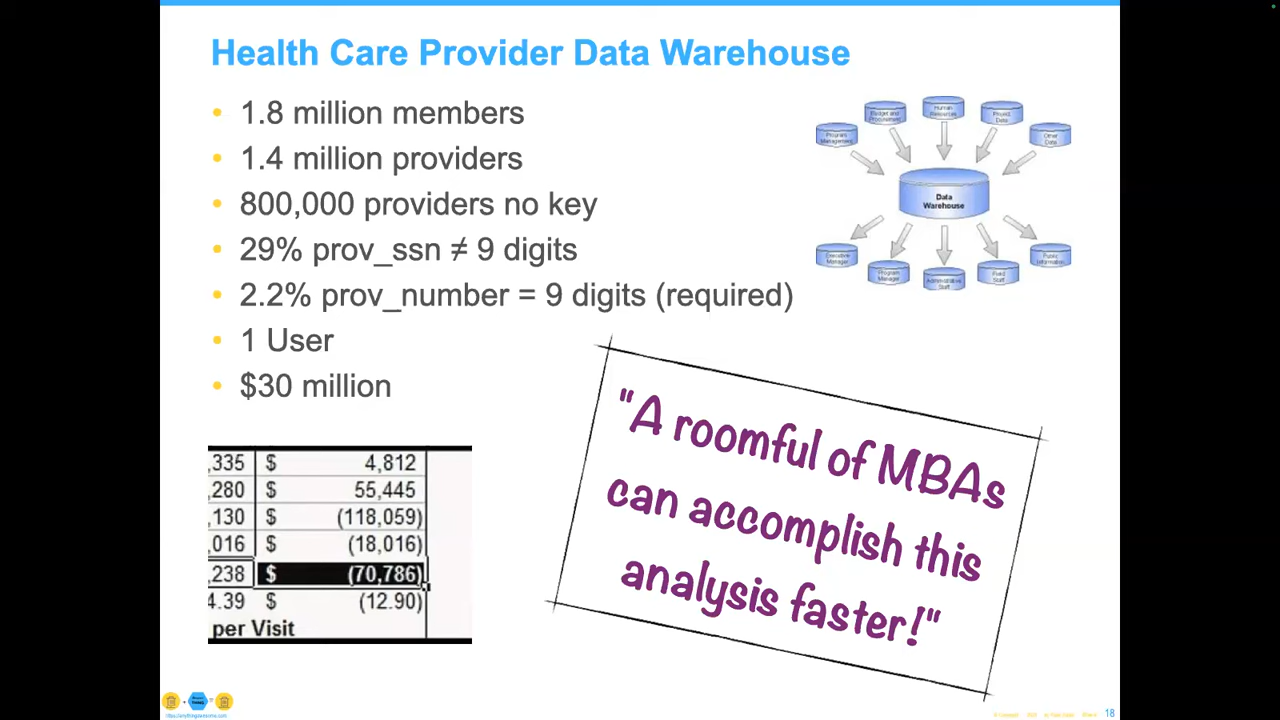 Health Care Provider Data Warehouse
• 1.8 million members
• 1.4 million providers
• 800,000 providers no key
• 29% prov_ssn ≠ 9 digits
• 2.2% prov_number = 9 digits (required)
• 1 User
• $30 million
Budget and
Procurement
Human
Resources
Program
Management
Other
Data
Data
Warehouse
Executive
Manager
Program
Manager
Administrative
Staff
Field
Staff
Public
Information
"A roomful of MBAs
can accomplish this
analysis faster!"
,335 $ 4,812
,280 $ 55,445
,130 $ (118,059)
,016 $ (18,016)
,238 $ (70,786)
4.39 $ (12.90)
per Visit
18